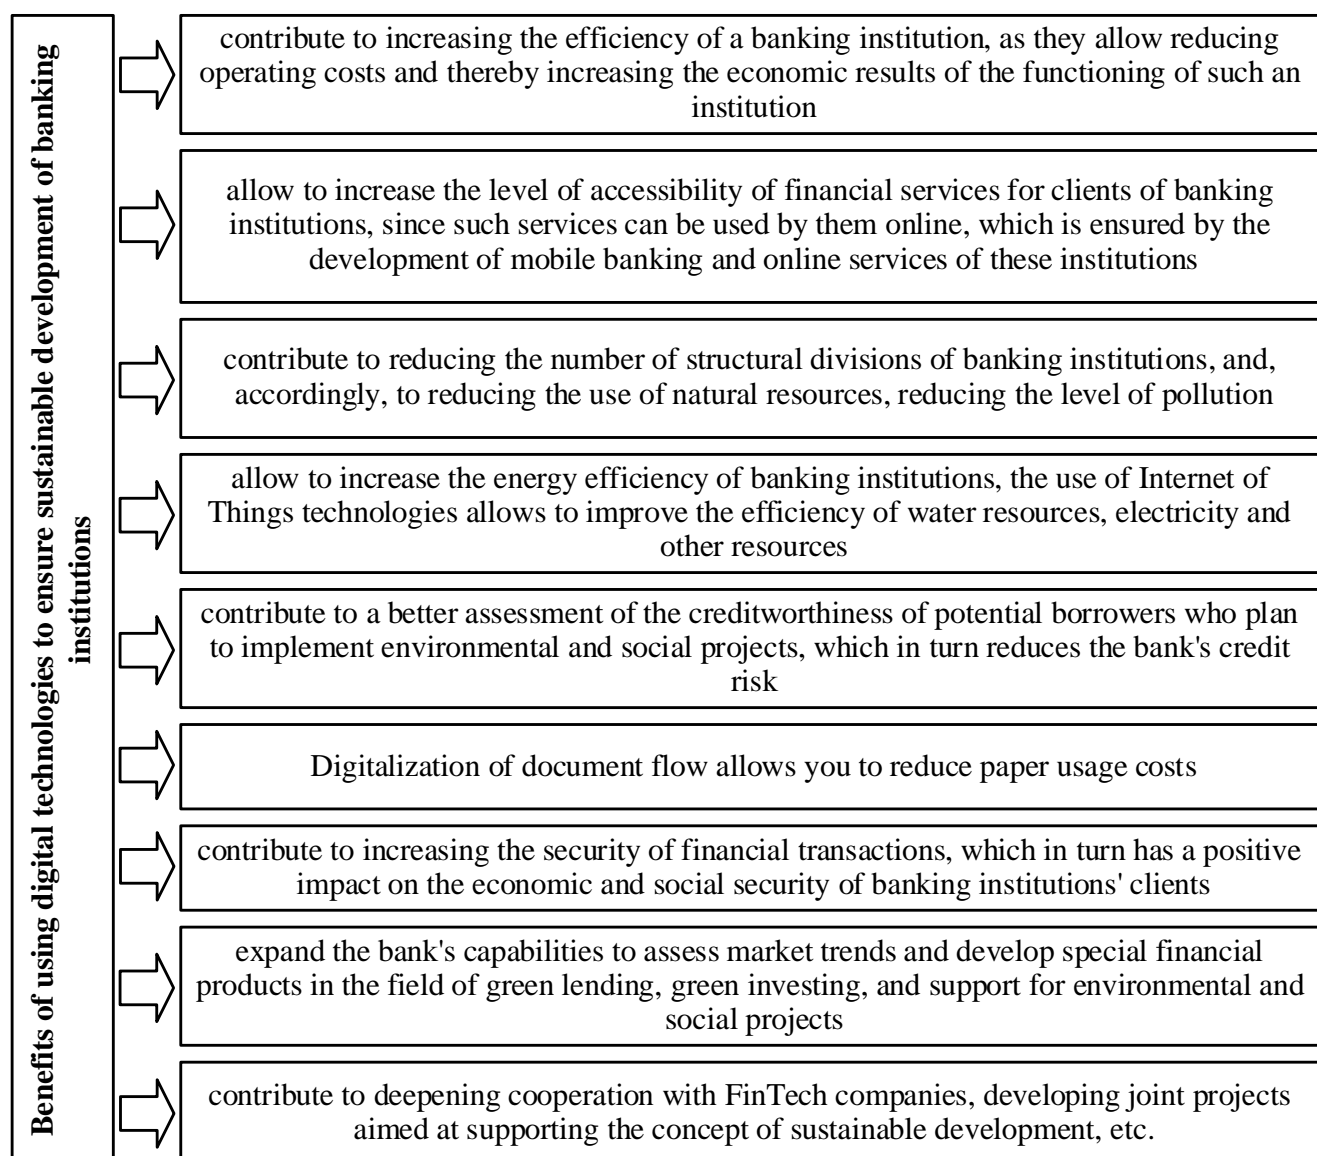 Benefits of using digital technologies to ensure sustainable development of banking
institutions
contribute to increasing the efficiency of a banking institution, as they allow reducing
operating costs and thereby increasing the economic results of the functioning of such an
institution
allow to increase the level of accessibility of financial services for clients of banking
institutions, since such services can be used by them online, which is ensured by the
development of mobile banking and online services of these institutions
contribute to reducing the number of structural divisions of banking institutions, and,
accordingly, to reducing the use of natural resources, reducing the level of pollution
allow to increase the energy efficiency of banking institutions, the use of Internet of
Things technologies allows to improve the efficiency of water resources, electricity and
other resources
contribute to a better assessment of the creditworthiness of potential borrowers who plan
to implement environmental and social projects, which in turn reduces the bank's credit
risk
Digitalization of document flow allows you to reduce paper usage costs
contribute to increasing the security of financial transactions, which in turn has a positive
impact on the economic and social security of banking institutions' clients
expand the bank's capabilities to assess market trends and develop special financial
products in the field of green lending, green investing, and support for environmental and
social projects
contribute to deepening cooperation with FinTech companies, developing joint projects
aimed at supporting the concept of sustainable development, etc.